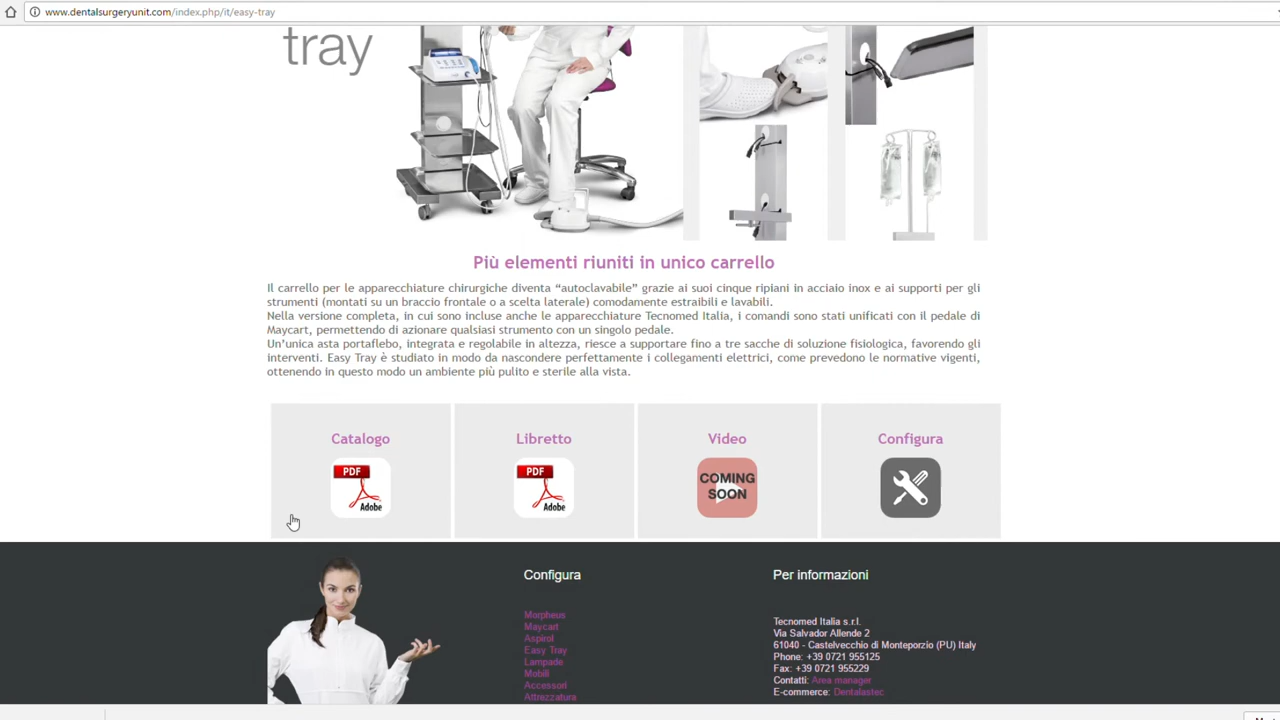 www.dentalsurgeryunit.com/index.php/it/easy-tray
tray
Più elementi riuniti in unico carrello
Il carrello per le apparecchiature chirurgiche diventa “autoclavabile” grazie ai suoi cinque ripiani in acciaio inox e ai supporti per gli
strumenti (montati su un braccio frontale o a scelta laterale) comodamente estraibili e lavabili.
Nella versione completa, in cui sono incluse anche le apparecchiature Tecnomed Italia, i comandi sono stati unificati con il pedale di
Maycart, permettendo di azionare qualsiasi strumento con un singolo pedale.
Un’unica asta portaflebo, integrata e regolabile in altezza, riesce a supportare fino a tre sacche di soluzione fisiologica, favorendo gli
interventi. Easy Tray è studiato in modo da nascondere perfettamente i collegamenti elettrici, come prevedono le normative vigenti,
ottenendo in questo modo un ambiente più pulito e sterile alla vista.
Catalogo
PDF
Adobe
Libretto
PDF
Adobe
Video
COMING
SOON
Configura
Configura
Morpheus
Maycart
Aspirol
Easy Tray
Lampade
Mobili
Accessori
Attrezzatura
Per informazioni
Tecnomed Italia s.r.l.
Via Salvador Allende 2
61040 - Castelvecchio di Monteporzio (PU) Italy
Phone: +39 0721 955125
Fax: +39 0721 955229
Contatti: Area manager
E-commerce: Dentalastec